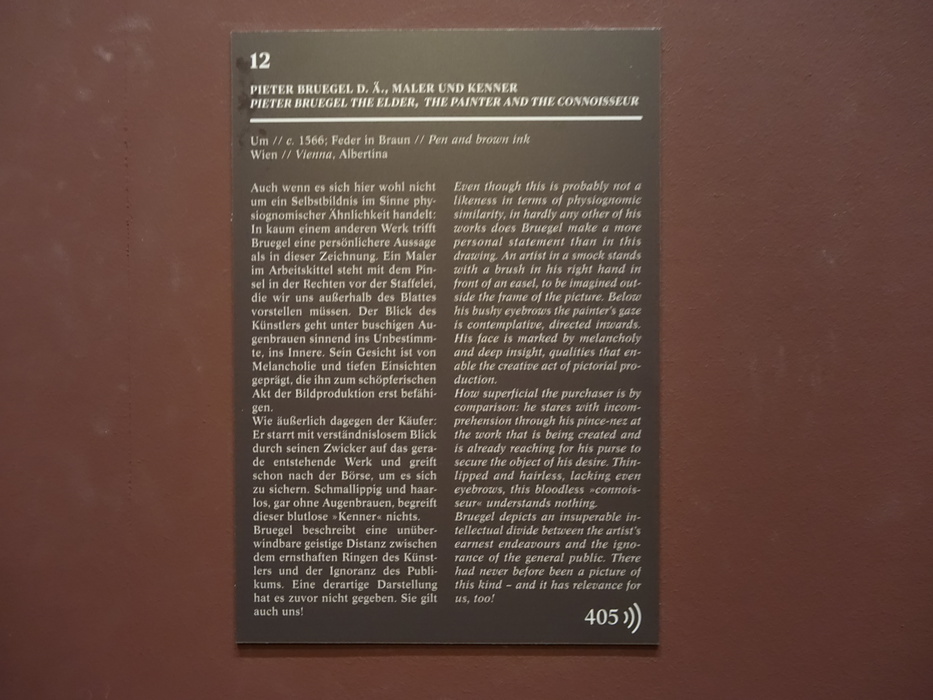 12
PIETER BRUEGEL D. Ä., MALER UND KENNER
PIETER BRUEGEL THE ELDER, THE PAINTER AND THE CONNOISSEUR
Um // c. 1566; Feder in Braun // Pen and brown ink
Wien // Vienna, Albertina
Auch wenn es sich hier wohl nicht
um ein Selbstbildnis im Sinne phy-
siognomischer Ähnlichkeit handelt:
In kaum einem anderen Werk trifft
Bruegel eine persönlichere Aussage
als in dieser Zeichnung. Ein Maler
im Arbeitskittel steht mit dem Pin-
sel in der Rechten vor der Staffelei,
die wir uns außerhalb des Blattes
vorstellen müssen. Der Blick des
Künstlers geht unter buschigen Au-
genbrauen sinnend ins Unbestimm-
te, ins Innere. Sein Gesicht ist von
Melancholie und tiefen Einsichten
geprägt, die ihn zum schöpferischen
Akt der Bildproduktion erst befähi-
gen.
Wie äußerlich dagegen der Käufer:
Er starrt mit verständnislosem Blick
durch seinen Zwicker auf das gera-
de entstehende Werk und greift
schon nach der Börse, um es sich
zu sichern. Schmallippig und haar-
los, gar ohne Augenbrauen, begreift
dieser blutlose »Kenner« nichts.
Bruegel beschreibt eine unüber-
windbare geistige Distanz zwischen
dem ernsthaften Ringen des Künst-
lers und der Ignoranz des Publi-
kums. Eine derartige Darstellung
hat es zuvor nicht gegeben. Sie gilt
auch uns!
Even though this is probably not a
likeness in terms of physiognomic
similarity, in hardly any other of his
works does Bruegel make a more
personal statement than in this
drawing. An artist in a smock stands
with a brush in his right hand in
front of an easel, to be imagined out-
side the frame of the picture. Below
his bushy eyebrows the painter's gaze
is contemplative, directed inwards.
His face is marked by melancholy
and deep insight, qualities that en-
able the creative act of pictorial pro-
duction.
How superficial the purchaser is by
comparison: he stares with incom-
prehension through his pince-nez at
the work that is being created and
is already reaching for his purse to
secure the object of his desire. Thin-
lipped and hairless, lacking even
eyebrows, this bloodless »connois-
seur« understands nothing.
Bruegel depicts an insuperable in-
tellectual divide between the artist's
earnest endeavours and the igno-
rance of the general public. There
had never before been a picture of
this kind – and it has relevance for
us, too!
405